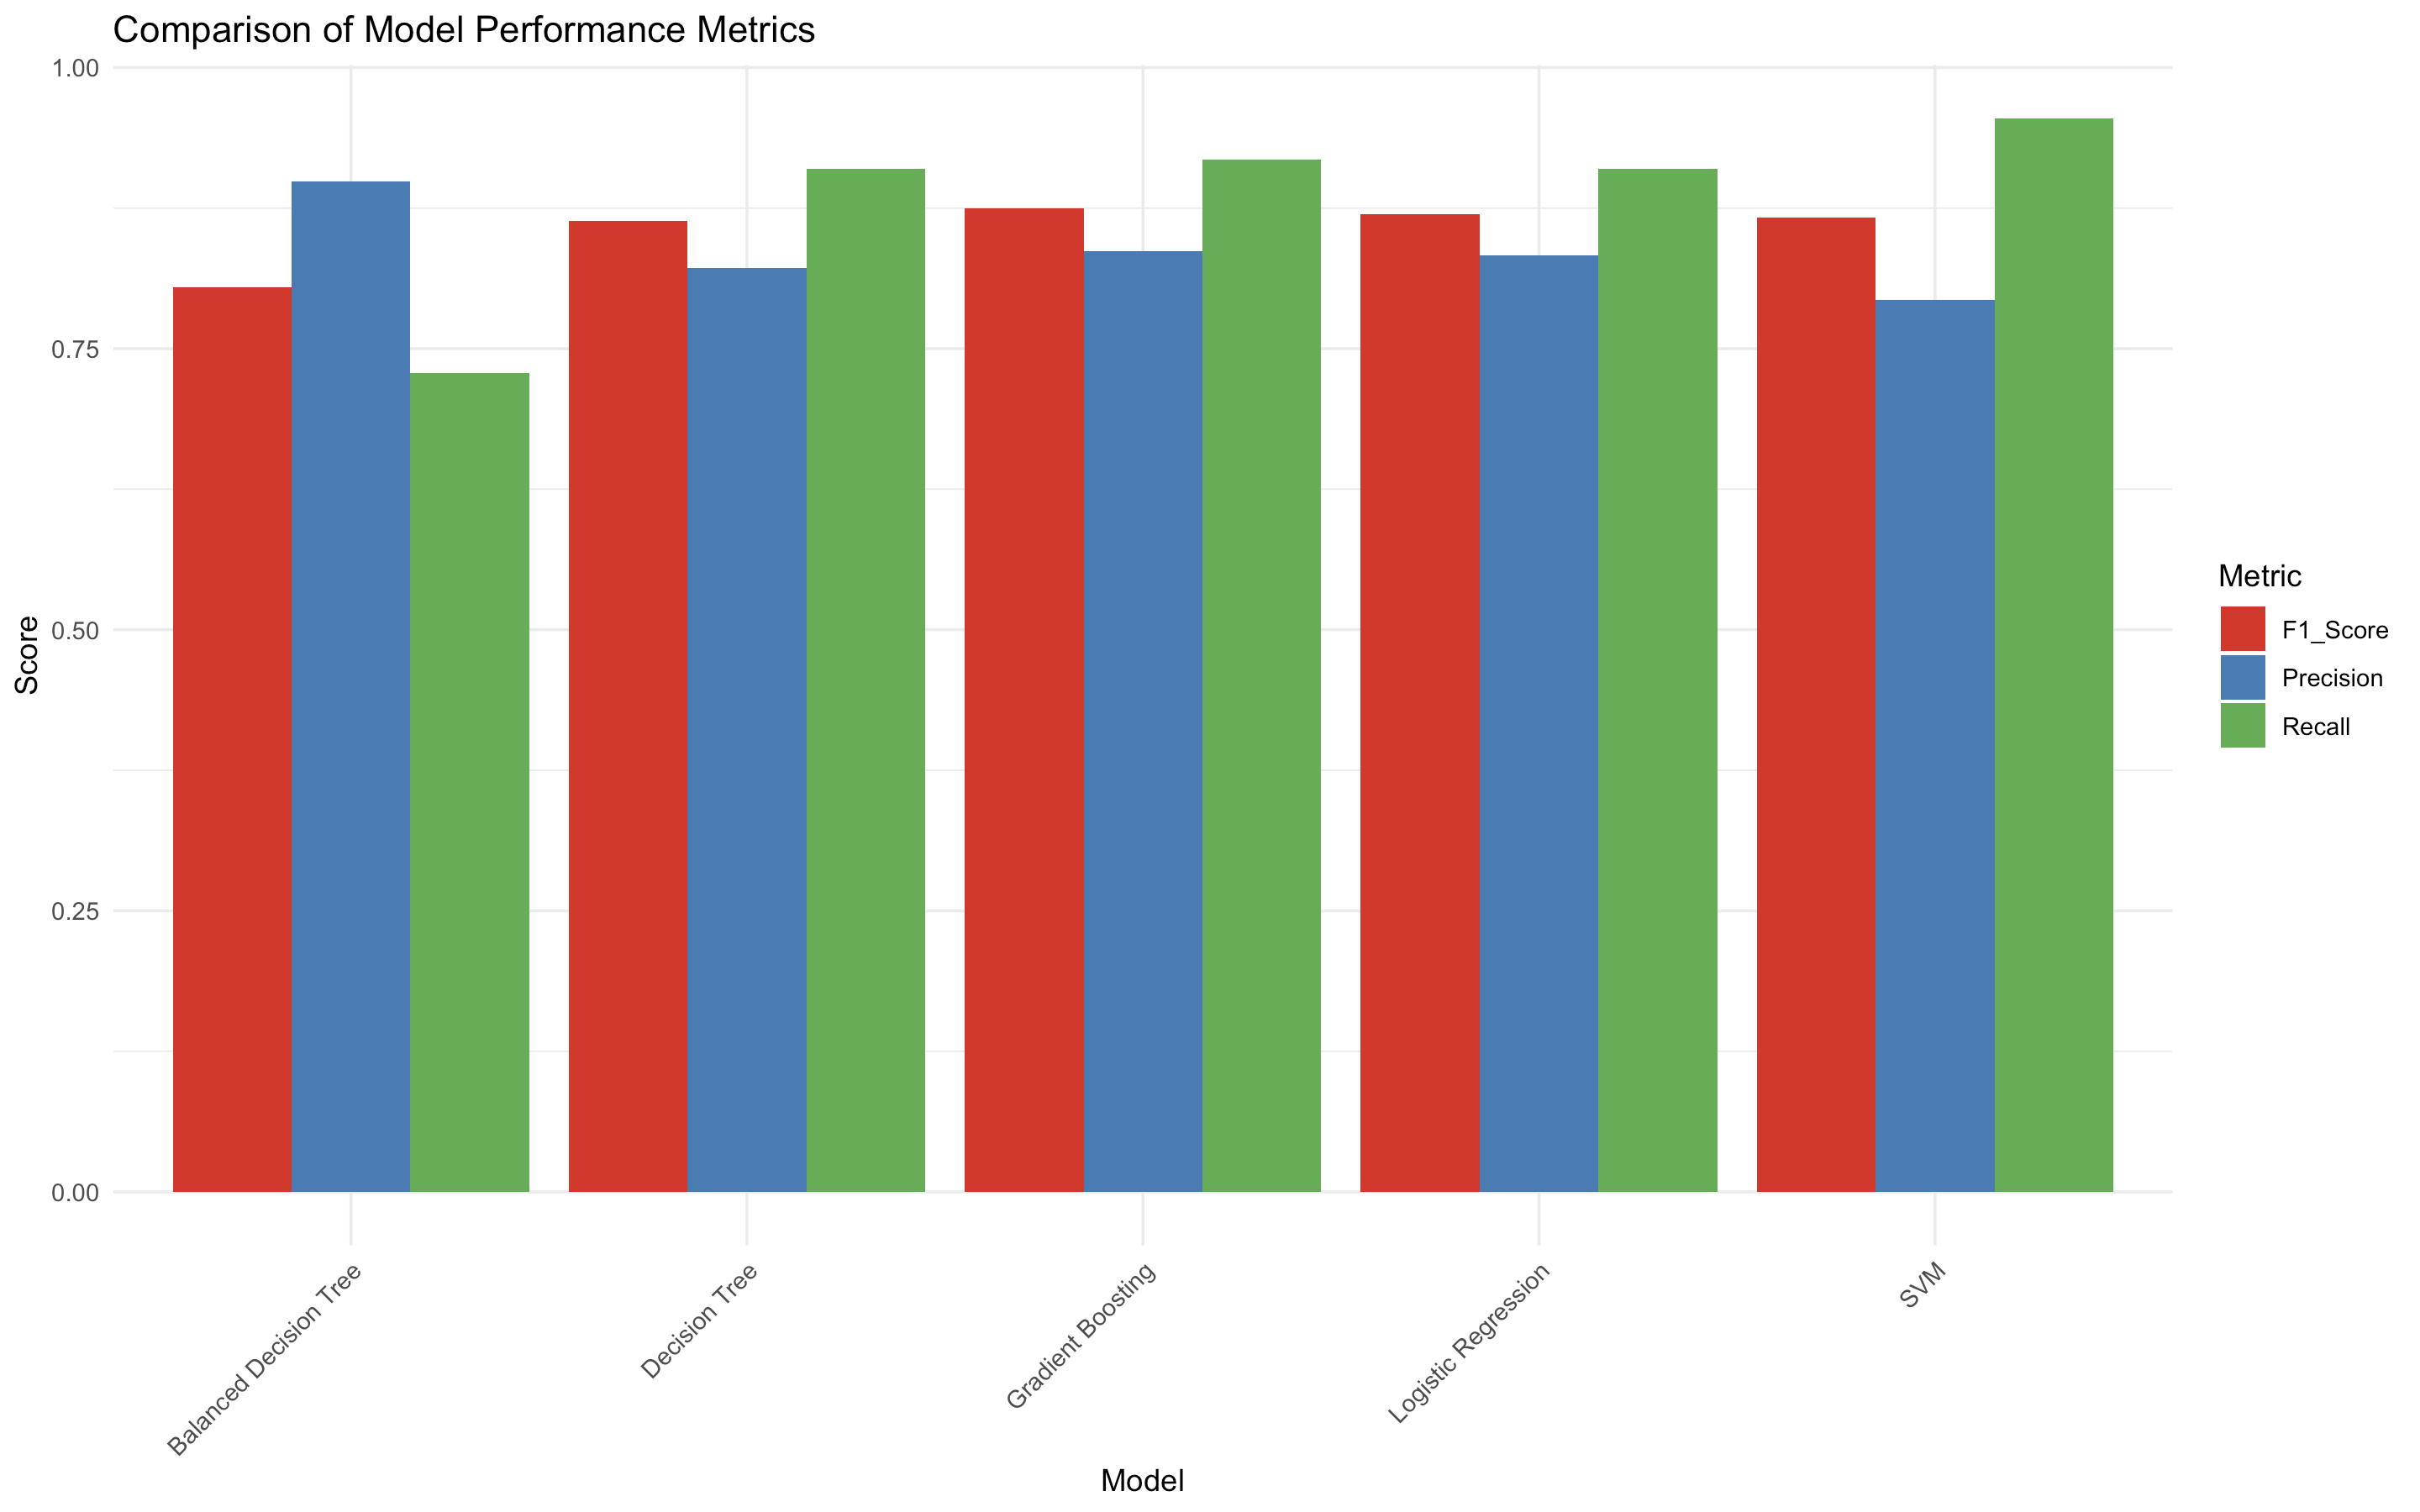 Comparison of Model Performance Metrics
1.00
0.75
0.50
0.25
0.00
Score
Balanced Decision Tree
Decision Tree
Gradient Boosting
Logistic Regression
SVM
Model
Metric
F1_Score
Precision
Recall